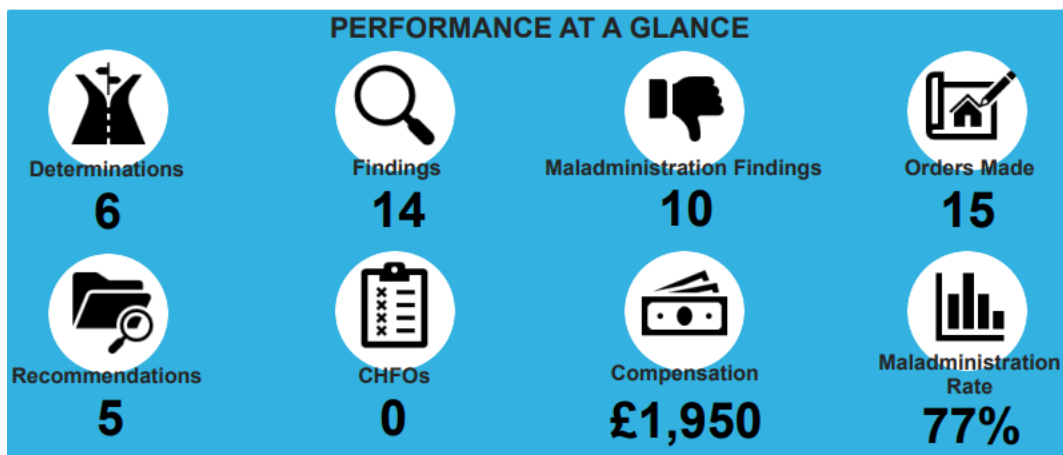 PERFORMANCE AT A GLANCE
Determinations
6
Findings
14
Maladministration Findings
10
Orders Made
15
Recommendations
5
CHFOs
0
Compensation
£1,950
Maladministration
Rate
77%